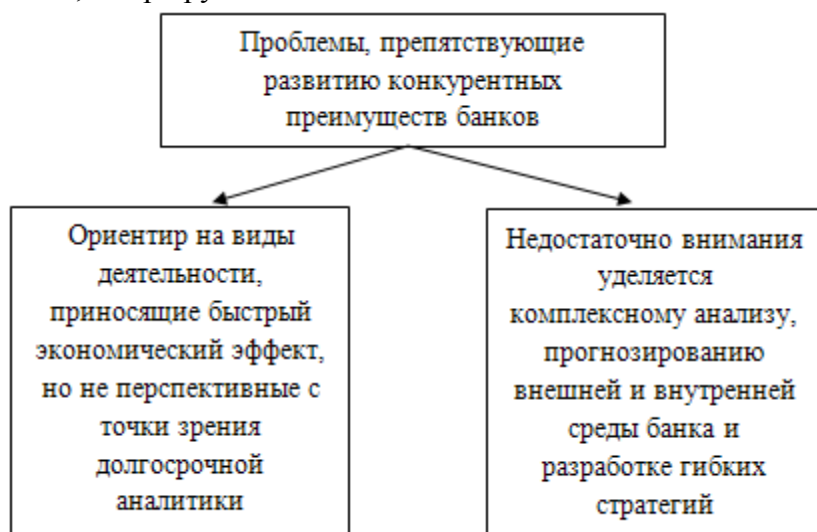 Проблемы, препятствующие
развитию конкурентных
преимуществ банков
Ориентир на виды
деятельности,
приносящие быстрый
экономический эффект,
но не перспективные с
точки зрения
долгосрочной
аналитики
Недостаточно внимания
уделяется
комплексному анализу,
прогнозированию
внешней и внутренней
среды банка и
разработке гибких
стратегий